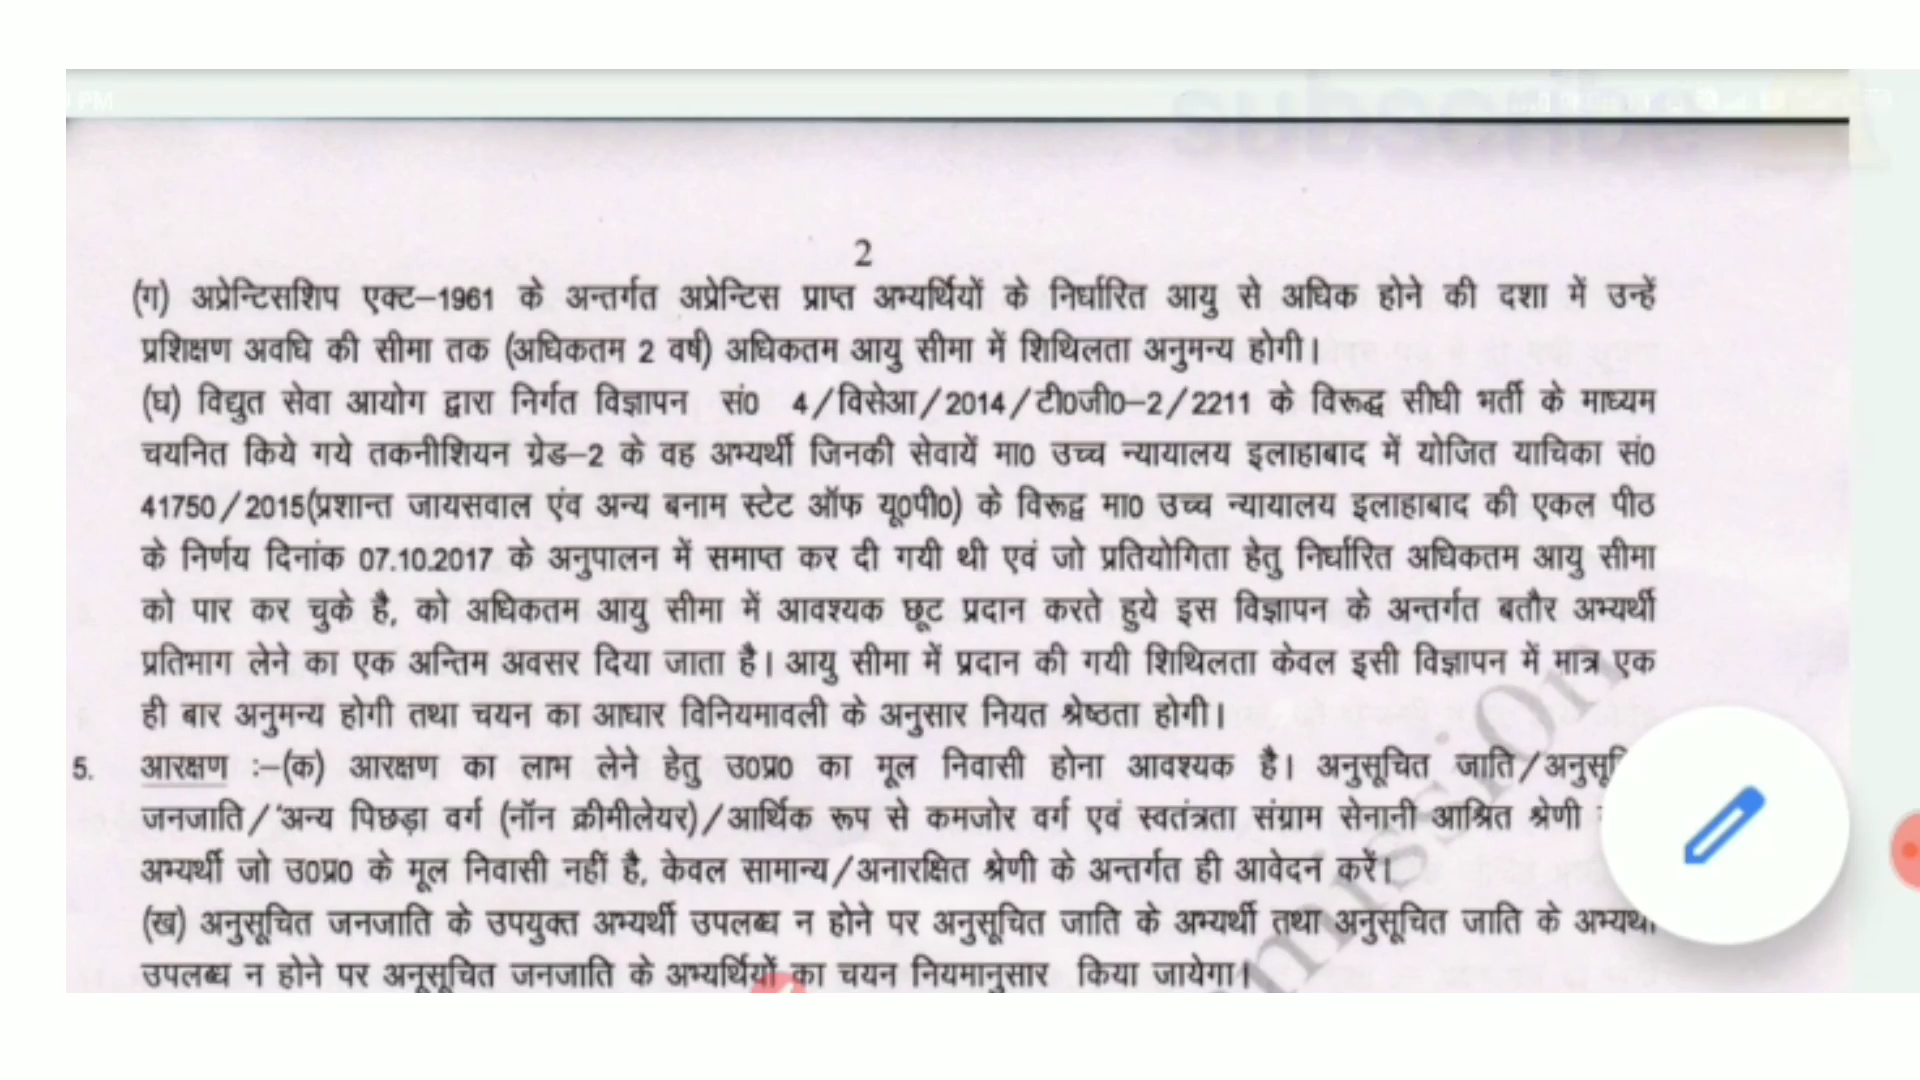 PM
2
(ग) अप्रेन्टिसशिप एक्ट–1961 के अन्तर्गत अप्रेन्टिस प्राप्त अभ्यर्थियों के निर्धारित आयु से अधिक होने की दशा में उन्हें
प्रशिक्षण अवधि की सीमा तक (अधिकतम 2 वर्ष) अधिकतम आयु सीमा में शिथिलता अनुमन्य होगी।
(घ) विद्युत सेवा आयोग द्वारा निर्गत विज्ञापन सं0 4/विसेआ/2014/टी0जी0–2/2211 के विरूद्ध सीधी भर्ती के माध्यम
चयनित किये गये तकनीशियन ग्रेड–2 के वह अभ्यर्थी जिनकी सेवायें मा0 उच्च न्यायालय इलाहाबाद में योजित याचिका सं0
41750/2015(प्रशान्त जायसवाल एंव अन्य बनाम स्टेट ऑफ यू0पी0) के विरूद्व मा0 उच्च न्यायालय इलाहाबाद की एकल पीठ
के निर्णय दिनांक 07.10.2017 के अनुपालन में समाप्त कर दी गयी थी एवं जो प्रतियोगिता हेतु निर्धारित अधिकतम आयु सीमा
को पार कर चुके है, को अधिकतम आयु सीमा में आवश्यक छूट प्रदान करते हुये इस विज्ञापन के अन्तर्गत बतौर अभ्यर्थी
प्रतिभाग लेने का एक अन्तिम अवसर दिया जाता है। आयु सीमा में प्रदान की गयी शिथिलता केवल इसी विज्ञापन में मात्र एक
ही बार अनुमन्य होगी तथा चयन का आधार विनियमावली के अनुसार नियत श्रेष्ठता होगी।
5. आरक्षण :–(क) आरक्षण का लाभ लेने हेतु उ0प्र0 का मूल निवासी होना आवश्यक है। अनुसूचित जाति/
जनजाति/अन्य पिछड़ा वर्ग (नॉन क्रीमीलेयर)/आर्थिक रूप से कमजोर वर्ग एवं स्वतंत्रता संग्राम सेनानी आश्रित श्रेणी
अभ्यर्थी जो उ0प्र0 के मूल निवासी नहीं है, केवल सामान्य/अनारक्षित श्रेणी के अन्तर्गत ही आवेदन करें।
(ख) अनुसूचित जनजाति के उपयुक्त अभ्यर्थी उपलब्ध न होने पर अनुसूचित जाति के अभ्यर्थी तथा अनुसूचित जाति के अभ्यर्थी
उपलब्ध न होने पर अनुसूचित जनजाति के अभ्यर्थियों का चयन नियमानुसार किया जायेगा।